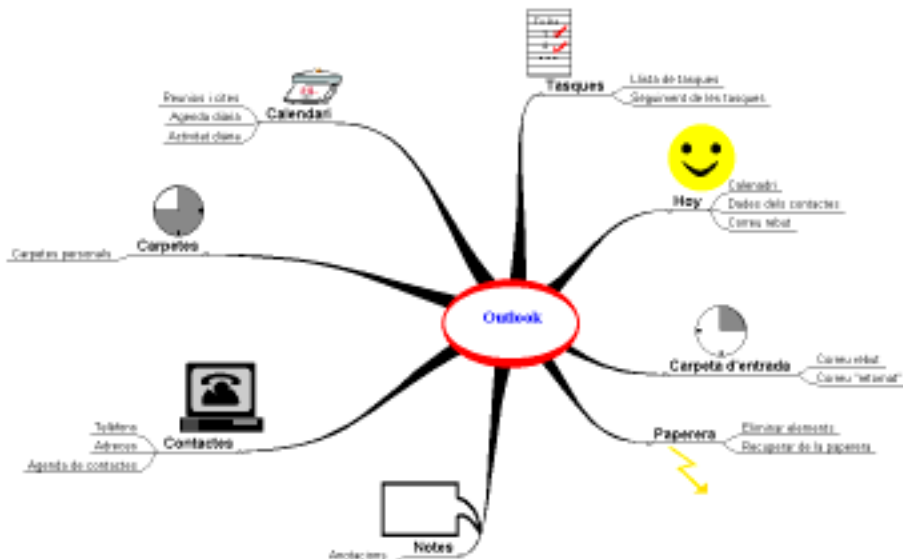 Tasques
Llista de tasques
Seguiment de les tasques
Reunios i cites
Agenda diària
Activitat diària
Calendari
Hoy
Calenadri
Dades dels contactes
Correu rebut
Carpetes
Carpetes personals
Outlook
Carpeta d'entrada
Correu rebut
Correu "retornat"
Contactes
Telèfons
Adreces
Agenda de contactes
Paperera
Eliminar elements
Recuperar de la paperera
Notes
Anotacions